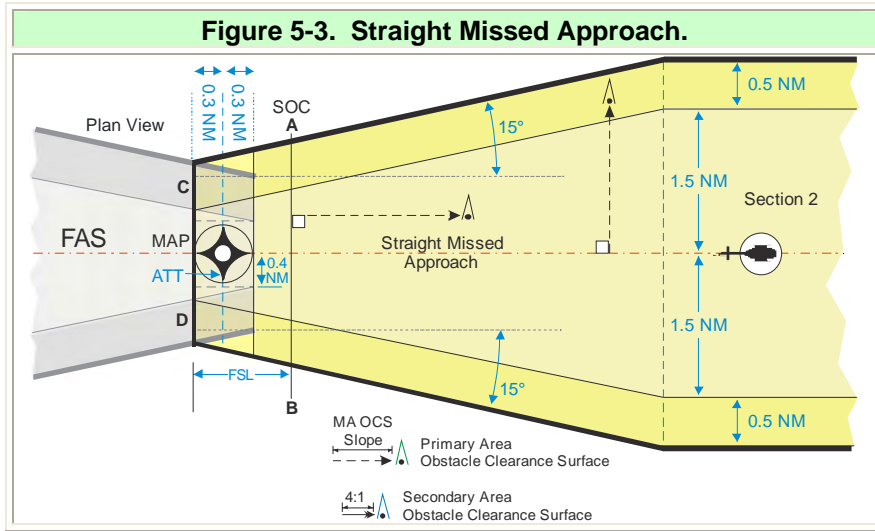 Figure 5-3. Straight Missed Approach.
0.3 NM
0.3 NM
SOC
A
Plan View
0.5 NM
15°
C
1.5 NM
Section 2
FAS
MAP
Straight Missed
Approach
0.4
NM
ATT
D
1.5 NM
FSL
15°
B
0.5 NM
MA OCS
Slope
Primary Area
Obstacle Clearance Surface
4:1
Secondary Area
Obstacle Clearance Surface